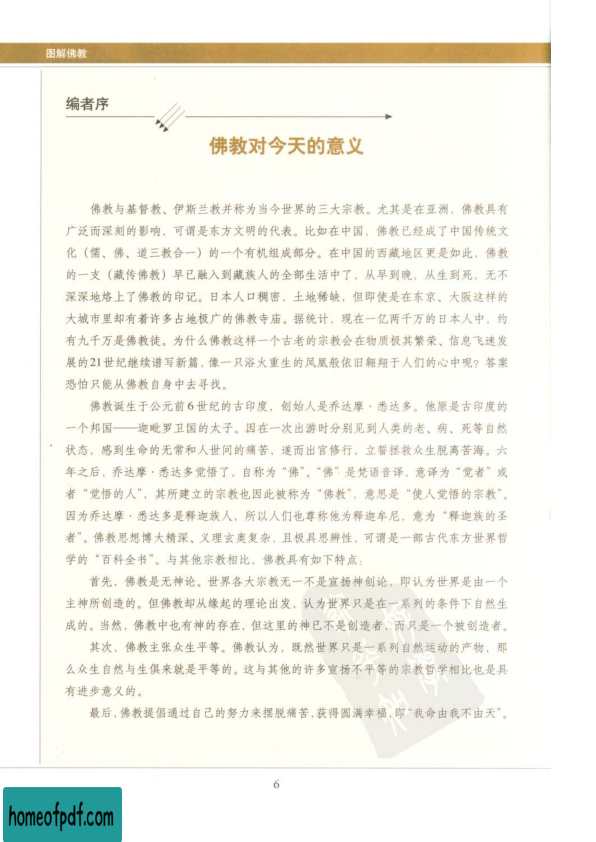 图解佛教
编者序
佛教对今天的意义
佛教与基督教、伊斯兰教并称为当今世界的三大宗教。尤其是在亚洲，佛教具有
广泛而深刻的影响，可谓是东方文明的代表。比如在中国，佛教已经成了中国传统文
化（儒、佛、道三教合一）的一个有机组成部分。在中国的西藏地区更是如此，佛教
的一支（藏传佛教）早已融入到藏族人的全部生活中了，从早到晚，从生到死，无不
深深地烙上了佛教的印记。日本人口稠密，土地稀缺，但即使是在东京、大阪这样的
大城市里却有着许多占地极广的佛教寺庙。据统计，现在一亿两千万的日本人中，约
有九千万是佛教徒。为什么佛教这样一个古老的宗教会在物质极其繁荣、信息飞速发
展的21世纪继续谱写新篇，像一只浴火重生的凤凰般依旧翱翔于人们的心中呢？答案
恐怕只能从佛教自身中去寻找。
佛教诞生于公元前6世纪的古印度，创始人是乔达摩·悉达多。他原是古印度的
一个邦国——迦毗罗卫国的太子。因在一次出游时分别见到人类的老、病、死等自然
状态，感到生命的无常和人世间的痛苦，遂而出宫修行，立誓拯救众生脱离苦海。六
年之后，乔达摩·悉达多觉悟了，自称为“佛”。“佛”是梵语音译，意译为“觉者”或
者“觉悟的人”，其所建立的宗教也因此被称为“佛教”，意思是“使人觉悟的宗教”。
因为乔达摩·悉达多是释迦族人，所以人们也尊称他为释迦牟尼，意为“释迦族的圣
者”。佛教思想博大精深、义理玄奥复杂，且极具思辨性，可谓是一部古代东方世界哲
学的“百科全书”。与其他宗教相比，佛教具有如下特点：
首先，佛教是无神论。世界各大宗教无一不是宣扬神创论，即认为世界是由一个
主神所创造的。但佛教却从缘起的理论出发，认为世界只是在一系列的条件下自然生
成的。当然，佛教中也有神的存在，但这里的神已不是创造者，而只是一个被创造者。
其次，佛教主张众生平等。佛教认为，既然世界只是一系列自然运动的产物，那
么众生自然与生俱来就是平等的。这与其他的许多宣扬不平等的宗教哲学相比也是具
有进步意义的。
最后，佛教提倡通过自己的努力来摆脱痛苦，获得圆满幸福，即“我命由我不由天”。
6
homeofpdf.com